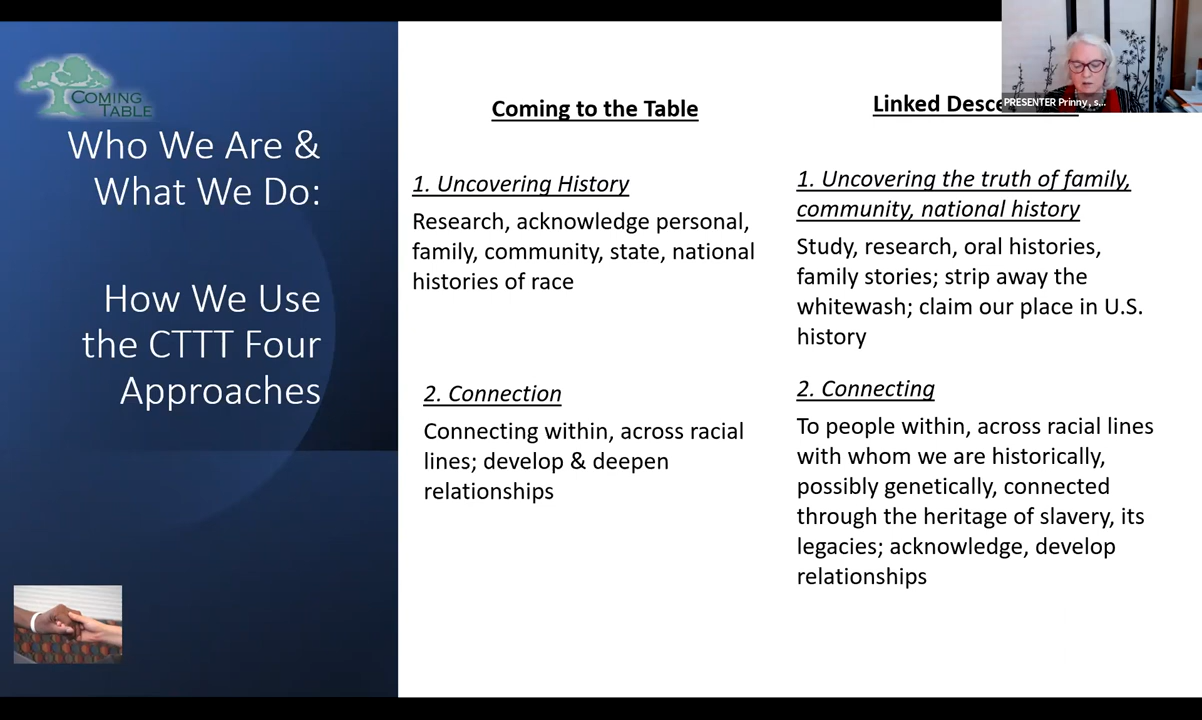 COMING
TABLE
Who We Are &
What We Do:
How We Use
the CTTT Four
Approaches
Coming to the Table
1. Uncovering History
Research, acknowledge personal,
family, community, state, national
histories of race
2. Connection
Connecting within, across racial
lines; develop & deepen
relationships
Linked Desce
PRESENTER Prinny, s...
1. Uncovering the truth of family,
community, national history
Study, research, oral histories,
family stories; strip away the
whitewash; claim our place in U.S.
history
2. Connecting
To people within, across racial lines
with whom we are historically,
possibly genetically, connected
through the heritage of slavery, its
legacies; acknowledge, develop
relationships